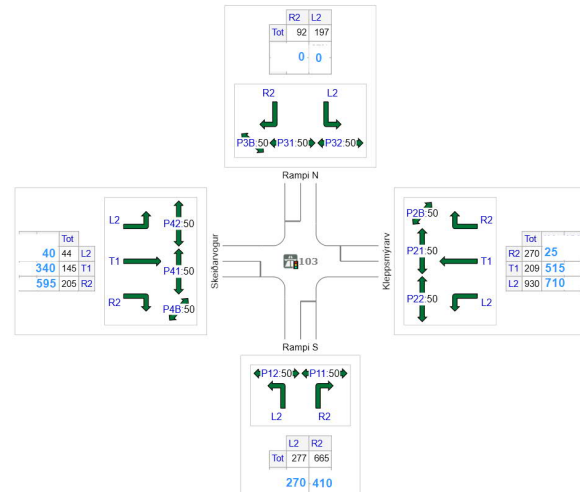 R2 L2
Tot 92 197
0 0
R2 L2
P3B:50 P31:50 P32:50
Rampi N
Tot
40 44 L2
340 145 T1
595 205 R2
L2
P42:50
T1
P41:50
R2
P4B:50
Skeiðarvogur
103
Kleppsmýrarv
P2B:50
R2
P21:50
T1
P22:50
L2
Tot
R2 270 25
T1 209 515
L2 930 710
Rampi S
P12:50 P11:50
L2 R2
L2 R2
Tot 277 665
270 410